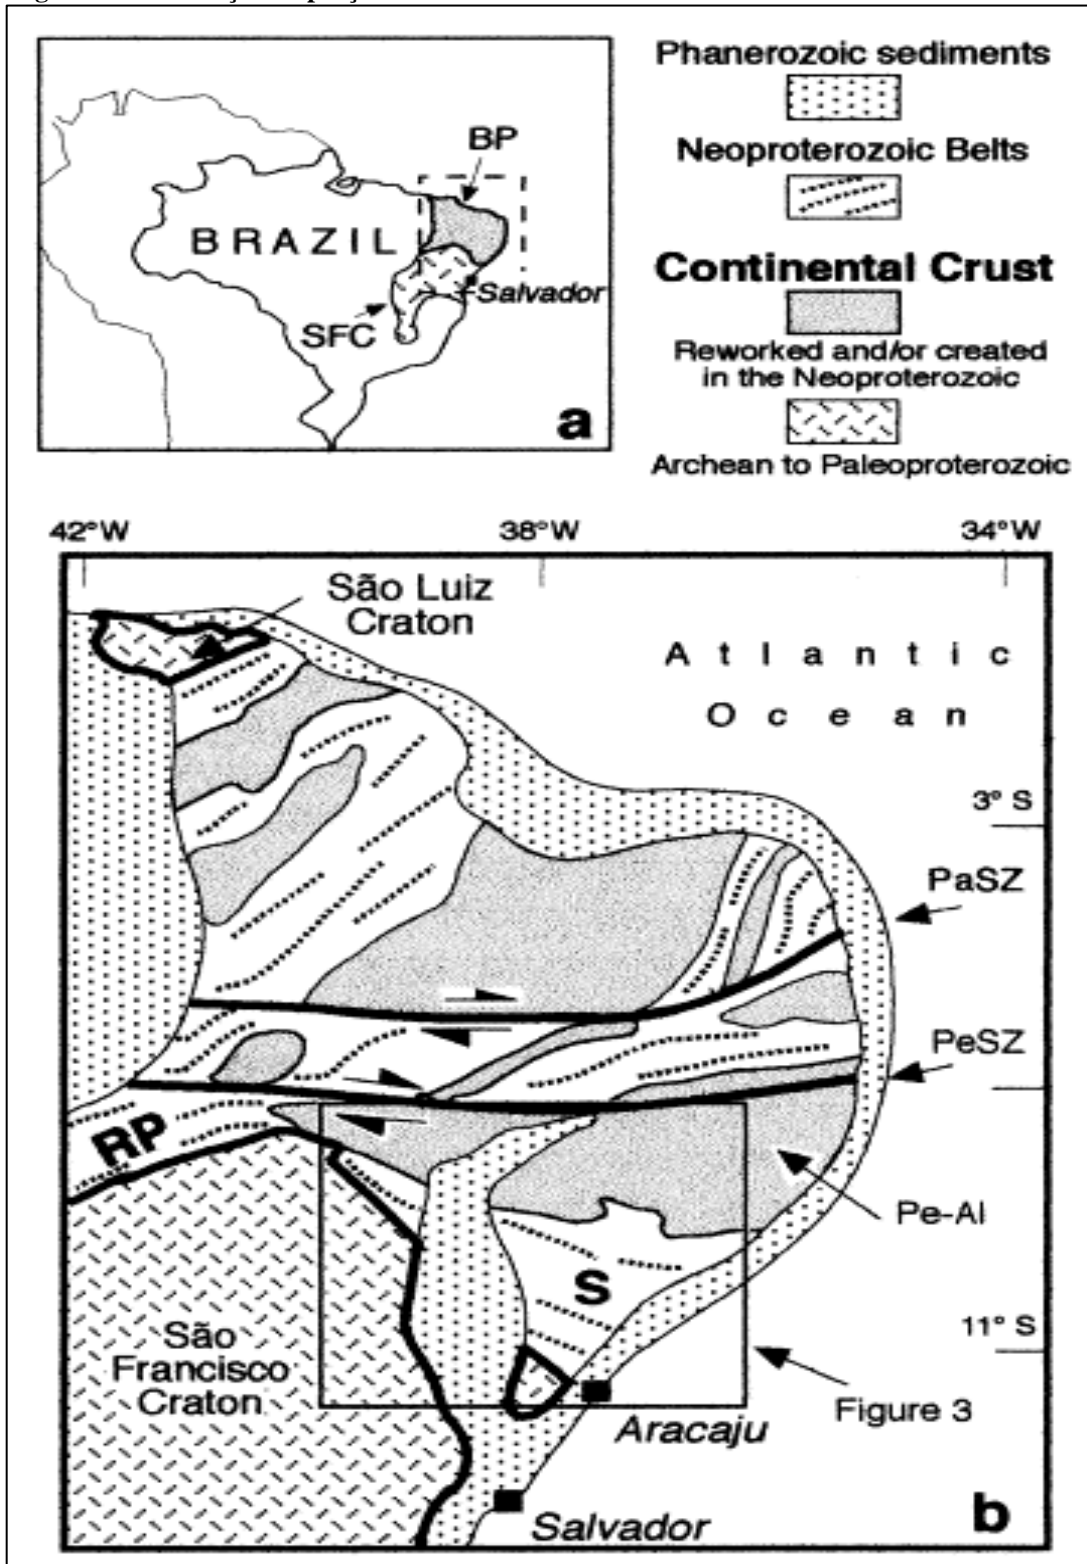 BP
BRAZIL
Salvador
SFC
a
Phanerozoic sediments
Neoproterozoic Belts
Continental Crust
Reworked and/or created
in the Neoproterozoic
Archean to Paleoproterozoic
42°W
38°W
34°W
São Luiz
Craton
Atlantic
Ocean
3° S
PaSZ
PeSZ
RP
Pe-Al
S
São
Francisco
Craton
11° S
Figure 3
Aracaju
Salvador
b